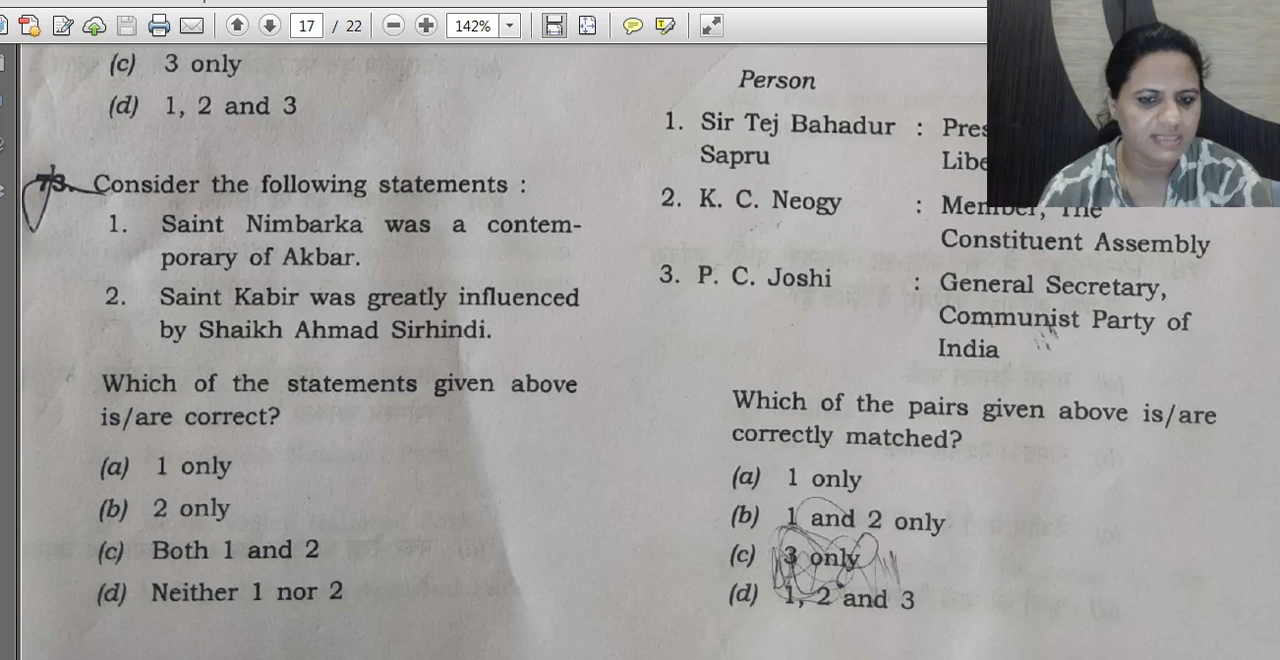 17 / 22
142%
(c) 3 only
(d) 1, 2 and 3
73. Consider the following statements :
1. Saint Nimbarka was a contem-
porary of Akbar.
2. Saint Kabir was greatly influenced
by Shaikh Ahmad Sirhindi.
Which of the statements given above
is/are correct?
(a) 1 only
(b) 2 only
(c) Both 1 and 2
(d) Neither 1 nor 2
Person
1. Sir Tej Bahadur : Pres
Sapru Libe
2. K. C. Neogy : Member, The
Constituent Assembly
3. P. C. Joshi : General Secretary,
Communist Party of
India
Which of the pairs given above is/are
correctly matched?
(a) 1 only
(b) 1 and 2 only
(c) 3 only
(d) 1, 2 and 3